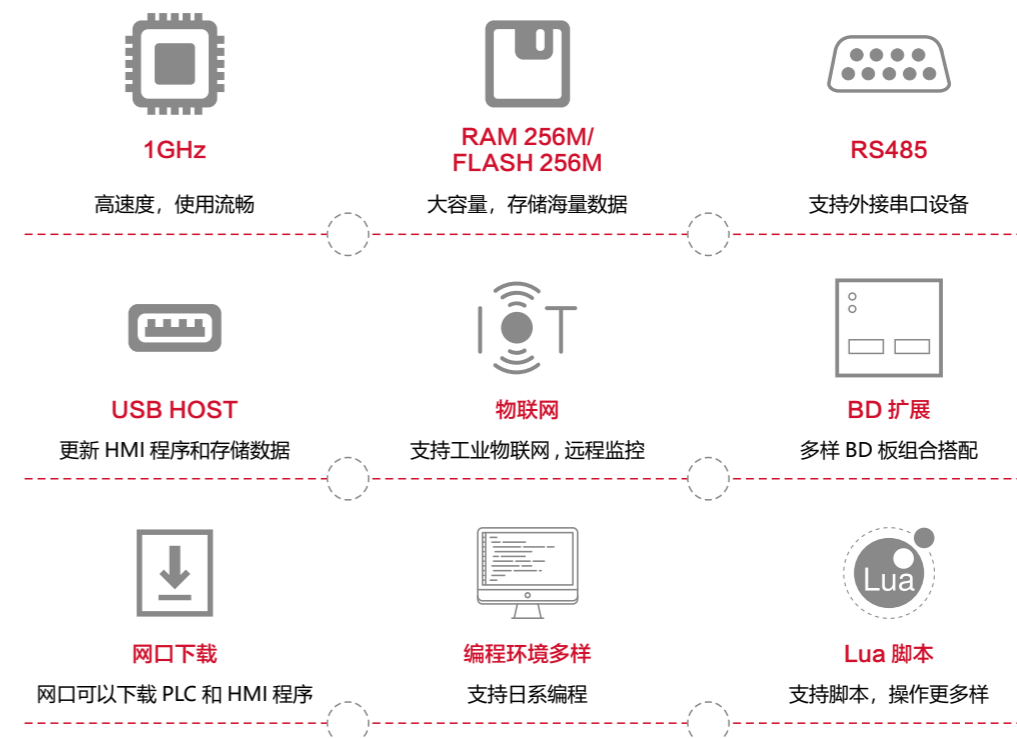 1GHz
高速度，使用流畅
RAM 256M/
FLASH 256M
大容量，存储海量数据
RS485
支持外接串口设备
USB HOST
更新 HMI 程序和存储数据
IOT
物联网
支持工业物联网 , 远程监控
BD 扩展
多样 BD 板组合搭配
网口下载
网口可以下载 PLC 和 HMI 程序
编程环境多样
支持日系编程
Lua
Lua 脚本
支持脚本，操作更多样